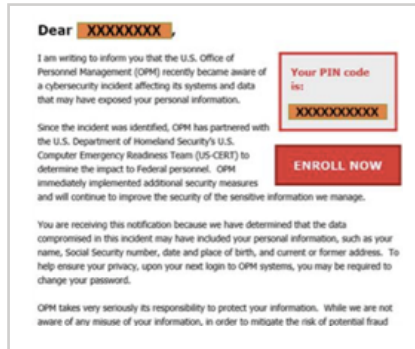 Dear XXXXXXXX,
I am writing to inform you that the U.S. Office of
Personnel Management (OPM) recently became aware of
a cybersecurity incident affecting its systems and data
that may have exposed your personal information.
Your PIN code
is:
XXXXXXXXXX
Since the incident was identified, OPM has partnered with
the U.S. Department of Homeland Security's U.S.
Computer Emergency Readiness Team (US-CERT) to
determine the impact to Federal personnel. OPM
immediately implemented additional security measures
and will continue to improve the security of the sensitive information we manage.
ENROLL NOW
You are receiving this notification because we have determined that the data
compromised in this incident may have included your personal information, such as your
name, Social Security number, date and place of birth, and current or former address. To
help ensure your privacy, upon your next login to OPM systems, you may be required to
change your password.
OPM takes very seriously its responsibility to protect your information. While we are not
aware of any misuse of your information, in order to mitigate the risk of potential fraud